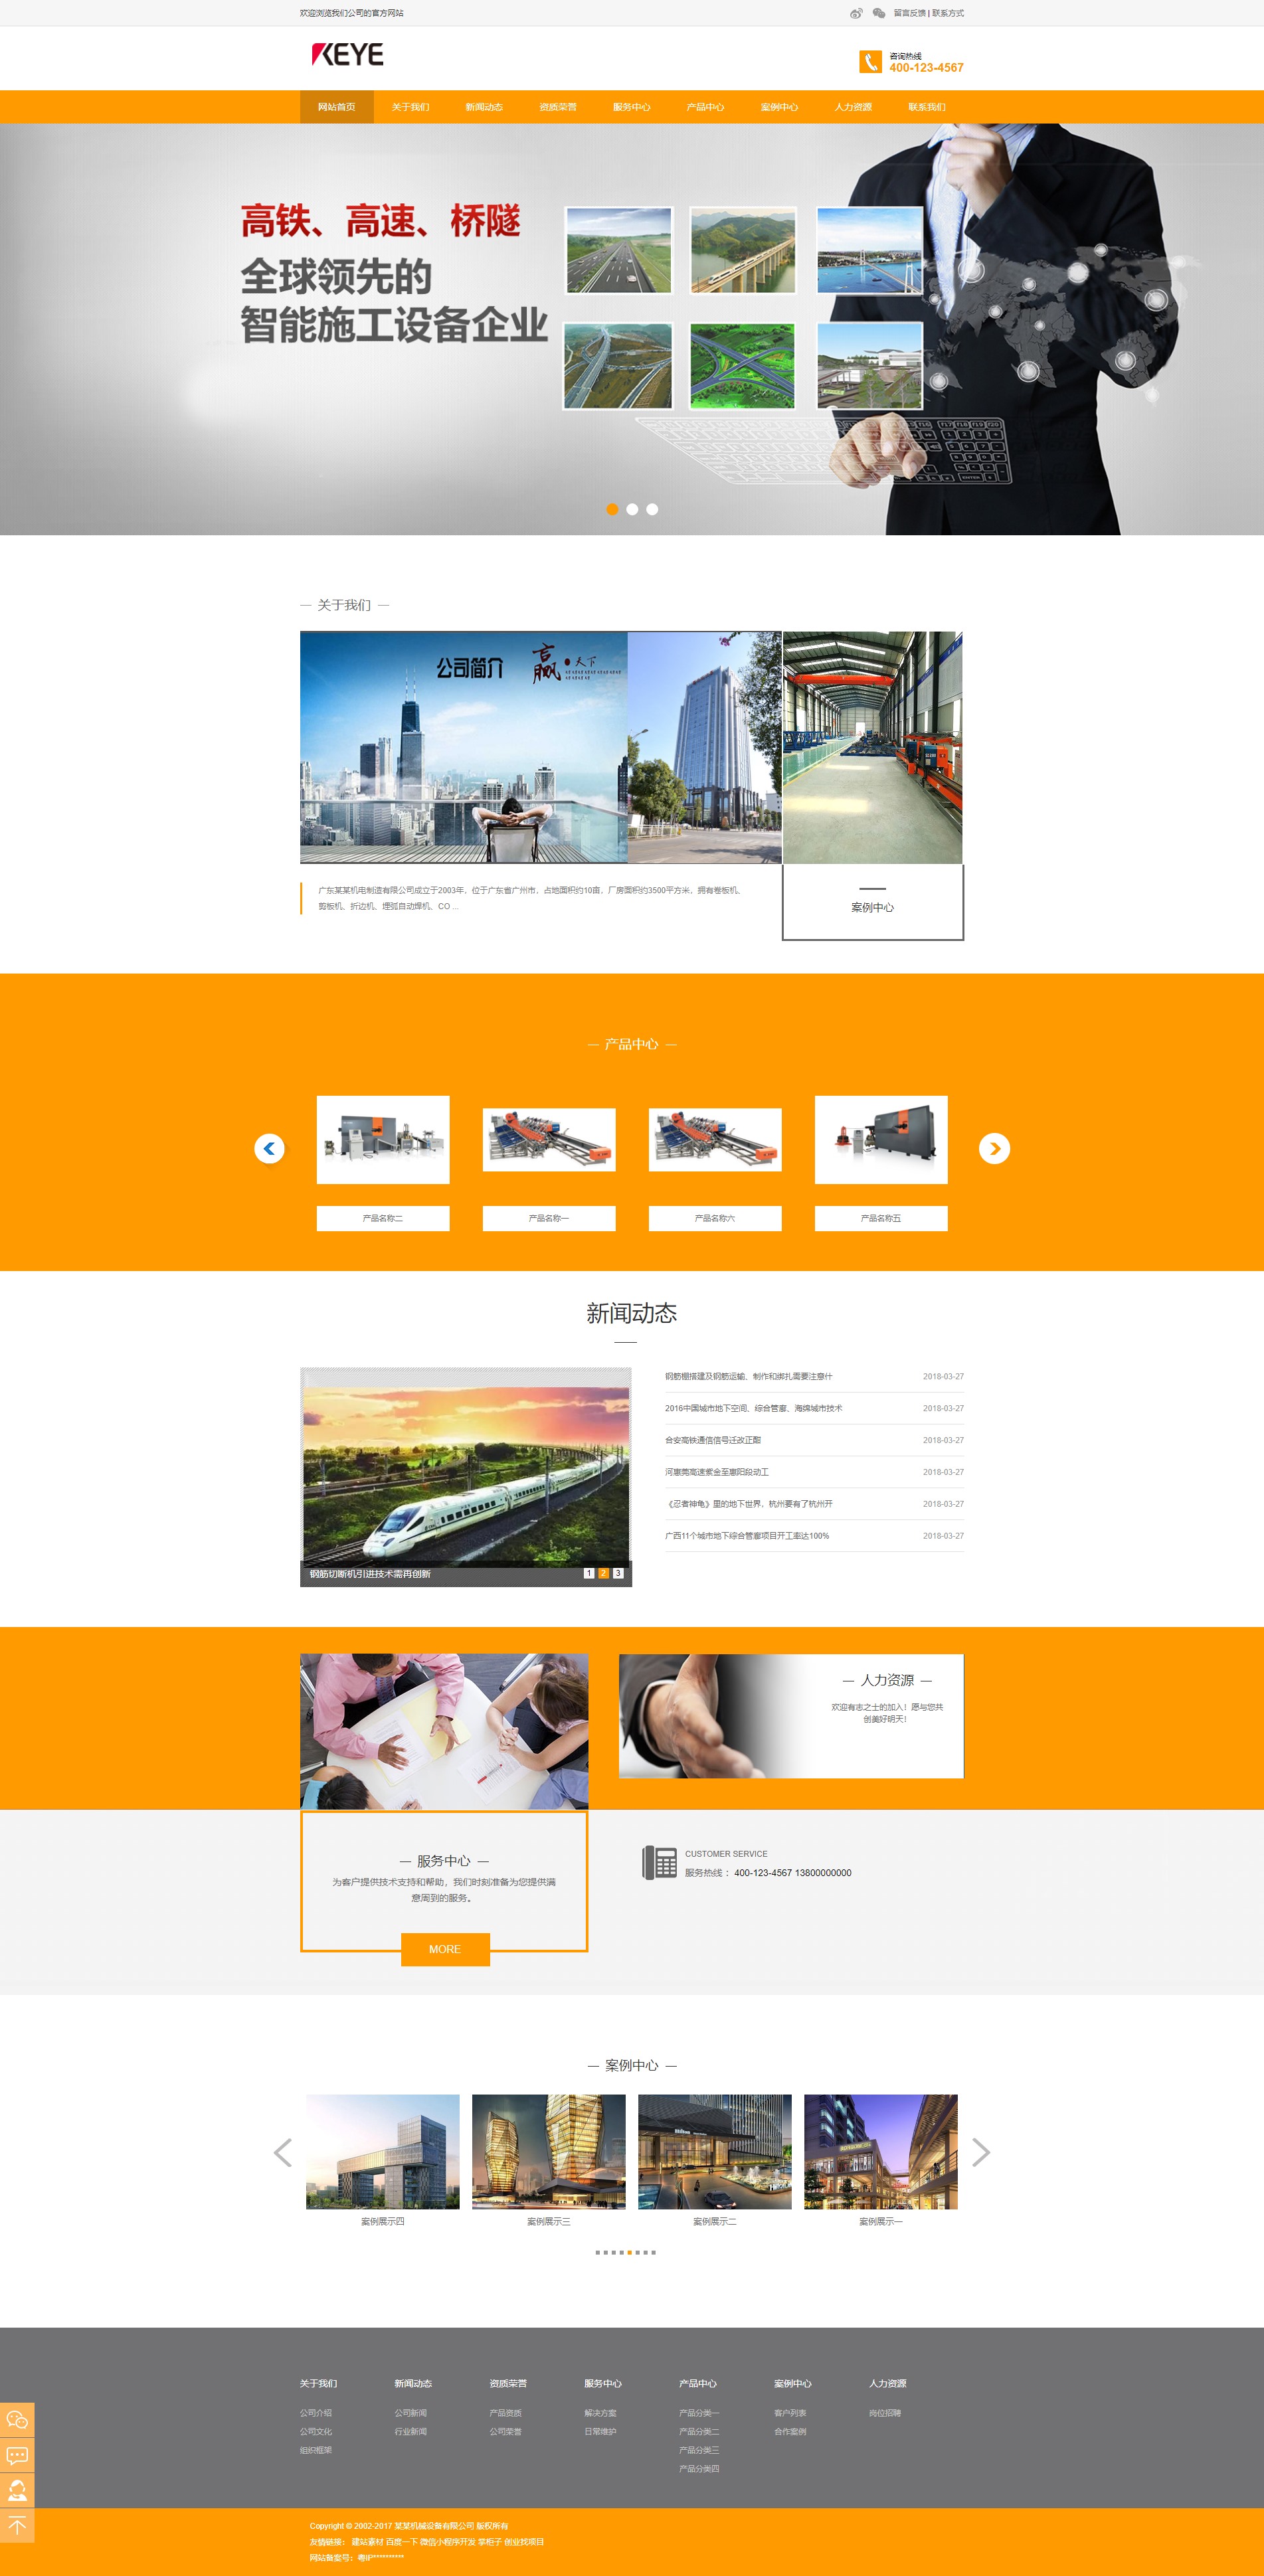 欢迎浏览我们公司的官方网站
留言反馈 | 联系方式
KEYE
咨询热线
400-123-4567
网站首页 关于我们 新闻动态 资质荣誉 服务中心 产品中心 案例中心 人力资源 联系我们
高铁、高速、桥隧
全球领先的
智能施工设备企业
— 关于我们 —
公司简介 赢 • 天下
广东某某机电制造有限公司成立于2003年，位于广东省广州市，占地面积约10亩，厂房面积约3500平方米，拥有卷板机、
剪板机、折边机、埋弧自动焊机、CO ...
案例中心
— 产品中心 —
产品名称二 产品名称一 产品名称六 产品名称五
新闻动态
钢筋棚搭建及钢筋运输、制作和绑扎需要注意什 2018-03-27
2016中国城市地下空间、综合管廊、海绵城市技术 2018-03-27
合安高铁通信信号迁改正酣 2018-03-27
河惠莞高速紫金至惠阳段动工 2018-03-27
《忍者神龟》里的地下世界，杭州要有了杭州开 2018-03-27
广西11个城市地下综合管廊项目开工率达100% 2018-03-27
钢筋切断机引进技术需再创新 1 2 3
— 人力资源 —
欢迎有志之士的加入！愿与您共
创美好明天！
— 服务中心 —
为客户提供技术支持和帮助，我们时刻准备为您提供满
意周到的服务。
MORE
CUSTOMER SERVICE
服务热线： 400-123-4567 13800000000
— 案例中心 —
案例展示四 案例展示三 案例展示二 案例展示一
关于我们 新闻动态 资质荣誉 服务中心 产品中心 案例中心 人力资源
公司介绍 公司新闻 产品资质 解决方案 产品分类一 客户列表 岗位招聘
公司文化 行业新闻 公司荣誉 日常维护 产品分类二 合作案例
组织框架 产品分类三
产品分类四
Copyright © 2002-2017 某某机械设备有限公司 版权所有
友情链接： 建站素材 百度一下 微信小程序开发 掌柜子 创业找项目
网站备案号：粤IP**********